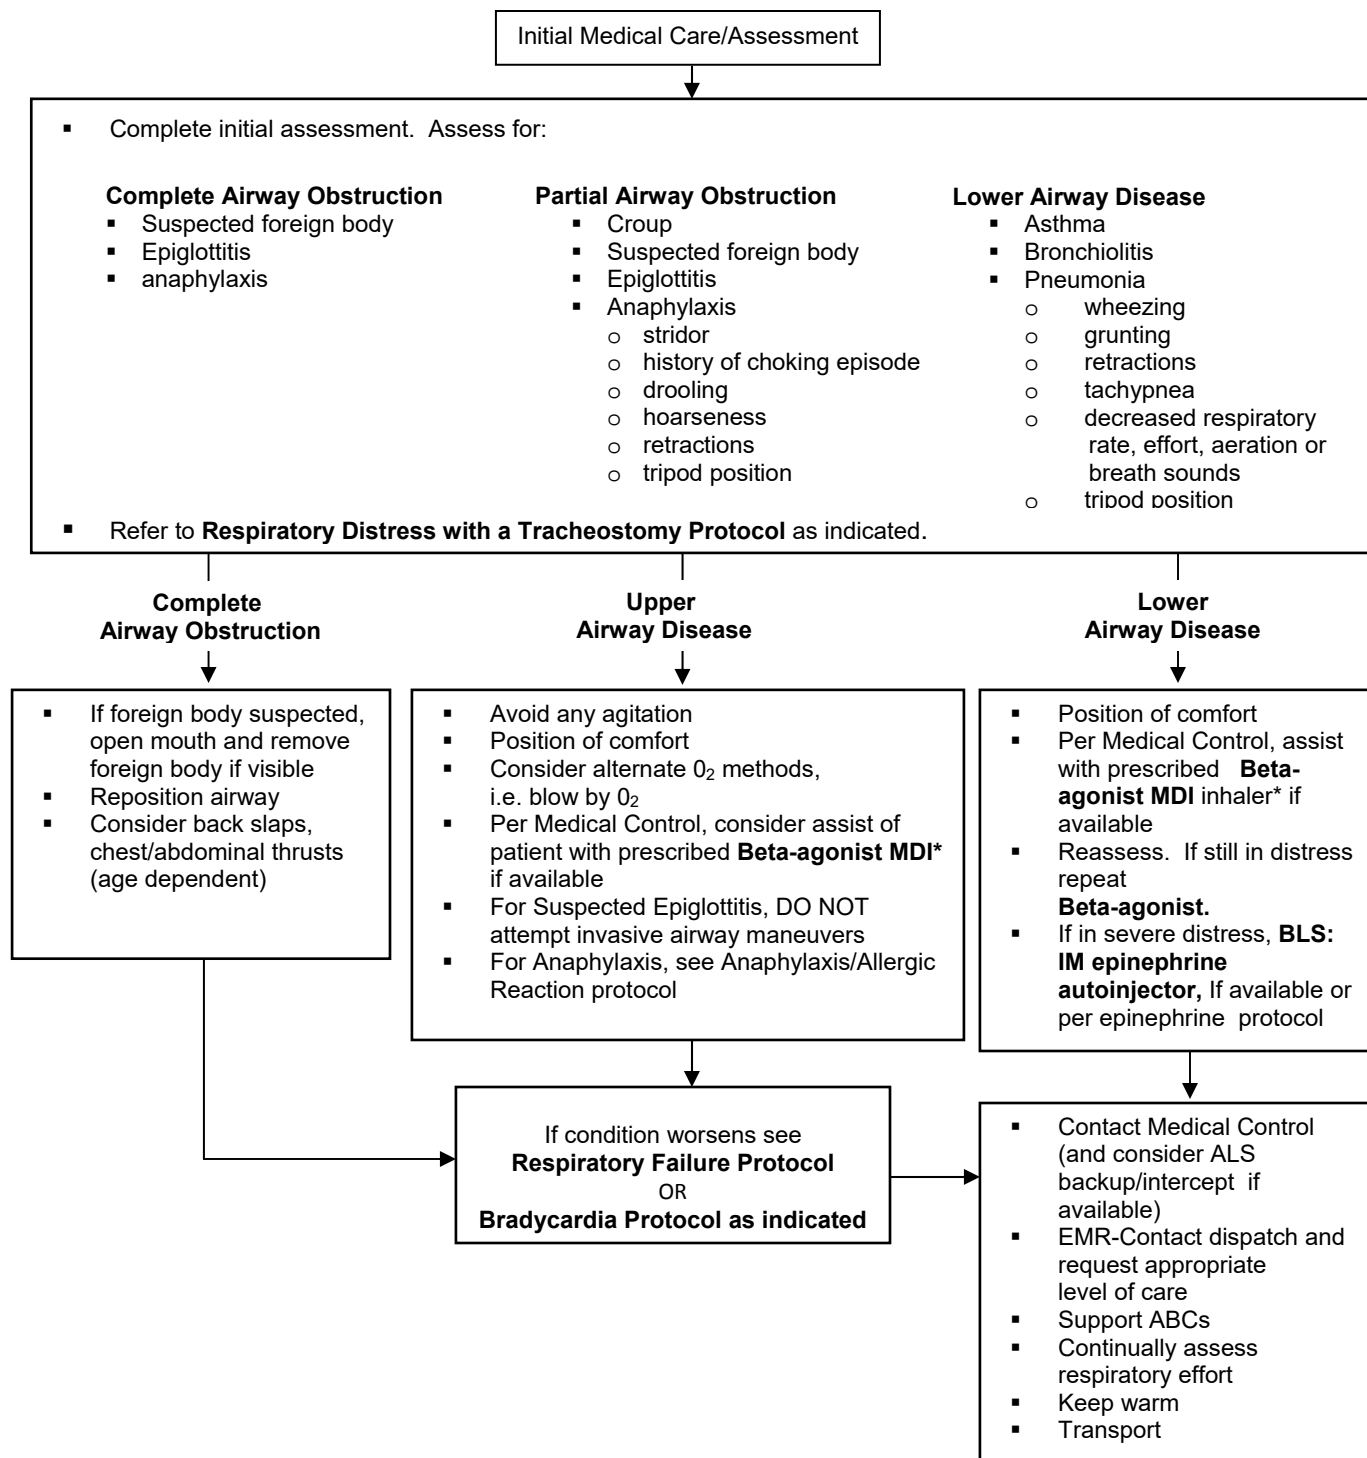 Initial Medical Care/Assessment
▪ Complete initial assessment.  Assess for:
Complete Airway Obstruction
▪ Suspected foreign body
▪ Epiglottitis
▪ anaphylaxis
Partial Airway Obstruction
▪ Croup
▪ Suspected foreign body
▪ Epiglottitis
▪ Anaphylaxis
o stridor
o history of choking episode
o drooling
o hoarseness
o retractions
o tripod position
Lower Airway Disease
▪ Asthma
▪ Bronchiolitis
▪ Pneumonia
o wheezing
o grunting
o retractions
o tachypnea
o decreased respiratory
rate, effort, aeration or
breath sounds
o tripod position
▪ Refer to Respiratory Distress with a Tracheostomy Protocol as indicated.
Complete
Airway Obstruction
Upper
Airway Disease
Lower
Airway Disease
▪ If foreign body suspected,
open mouth and remove
foreign body if visible
▪ Reposition airway
▪ Consider back slaps,
chest/abdominal thrusts
(age dependent)
▪ Avoid any agitation
▪ Position of comfort
▪ Consider alternate 0₂ methods,
i.e. blow by 0₂
▪ Per Medical Control, consider assist of
patient with prescribed Beta-agonist MDI*
if available
▪ For Suspected Epiglottitis, DO NOT
attempt invasive airway maneuvers
▪ For Anaphylaxis, see Anaphylaxis/Allergic
Reaction protocol
▪ Position of comfort
▪ Per Medical Control, assist
with prescribed Beta-
agonist MDI inhaler* if
available
▪ Reassess.  If still in distress
repeat
Beta-agonist.
▪ If in severe distress, BLS:
IM epinephrine
autoinjector, If available or
per epinephrine protocol
If condition worsens see
Respiratory Failure Protocol
OR
Bradycardia Protocol as indicated
▪ Contact Medical Control
(and consider ALS
backup/intercept if
available)
▪ EMR-Contact dispatch and
request appropriate
level of care
▪ Support ABCs
▪ Continually assess
respiratory effort
▪ Keep warm
▪ Transport